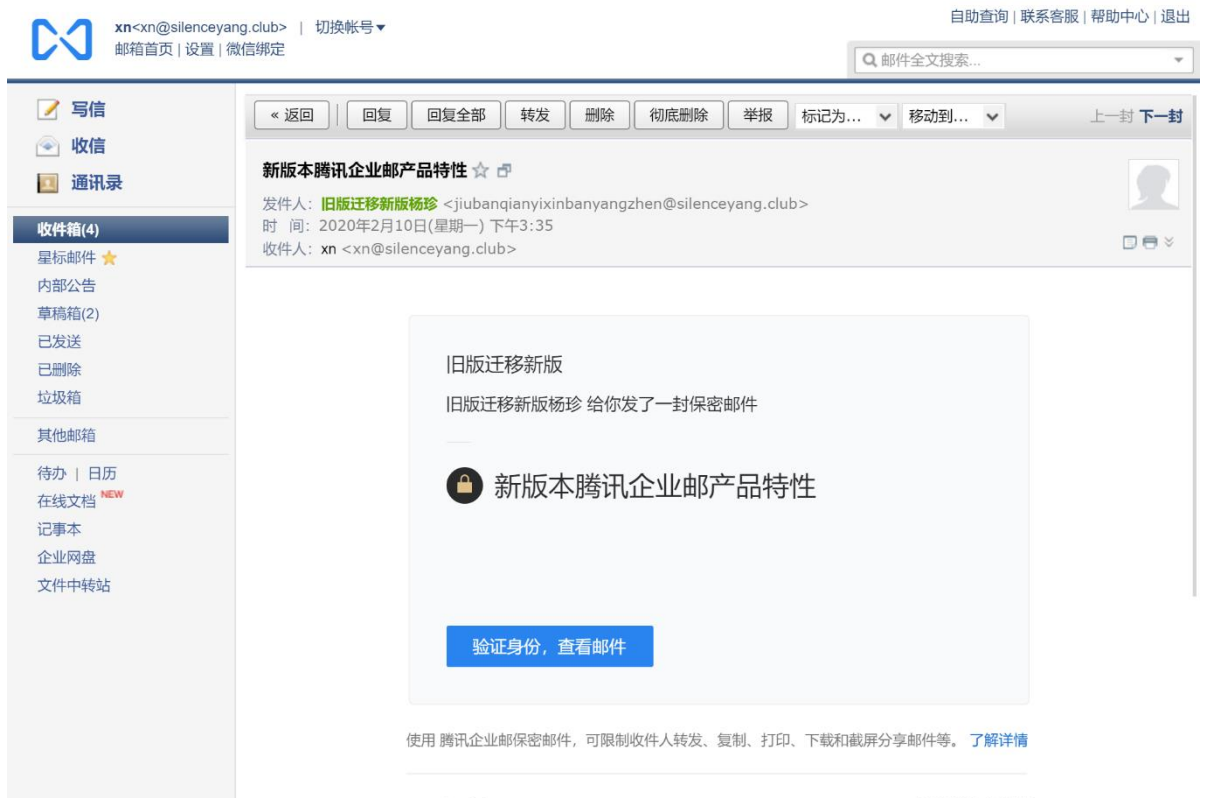 xn<xn@silenceyang.club> | 切换帐号▾
自助查询 | 联系客服 | 帮助中心 | 退出
邮箱首页 | 设置 | 微信绑定
邮件全文搜索...
写信
收信
通讯录
收件箱(4)
星标邮件
内部公告
草稿箱(2)
已发送
已删除
垃圾箱
其他邮箱
待办 | 日历
在线文档 NEW
记事本
企业网盘
文件中转站
« 返回 回复 回复全部 转发 删除 彻底删除 举报 标记为... 移动到... 上一封 下一封
新版本腾讯企业邮产品特性
发件人：旧版迁移新版杨珍 <jiubanqianyixinbanyangzhen@silenceyang.club>
时 间：2020年2月10日(星期一) 下午3:35
收件人：xn <xn@silenceyang.club>
旧版迁移新版
旧版迁移新版杨珍 给你发了一封保密邮件
新版本腾讯企业邮产品特性
验证身份，查看邮件
使用 腾讯企业邮保密邮件，可限制收件人转发、复制、打印、下载和截屏分享邮件等。 了解详情